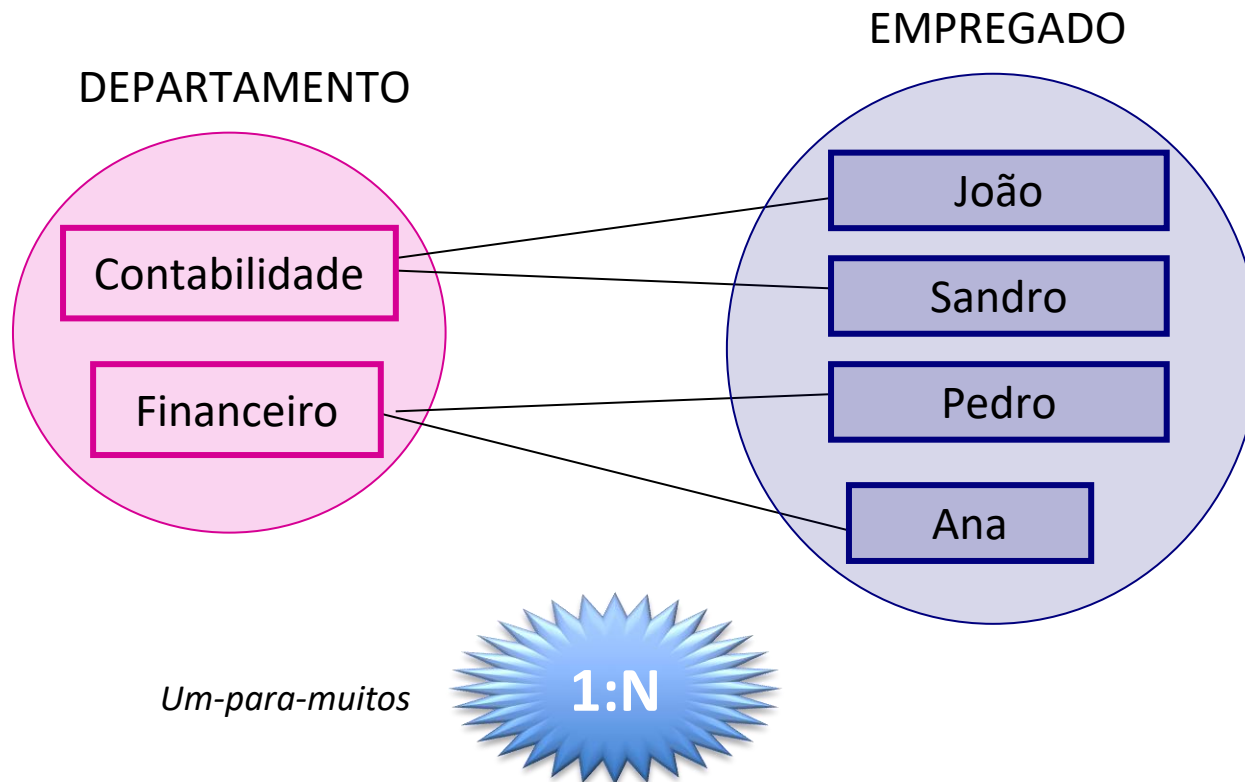 EMPREGADO
DEPARTAMENTO
João
Contabilidade
Sandro
Financeiro
Pedro
Ana
Um-para-muitos
1:N